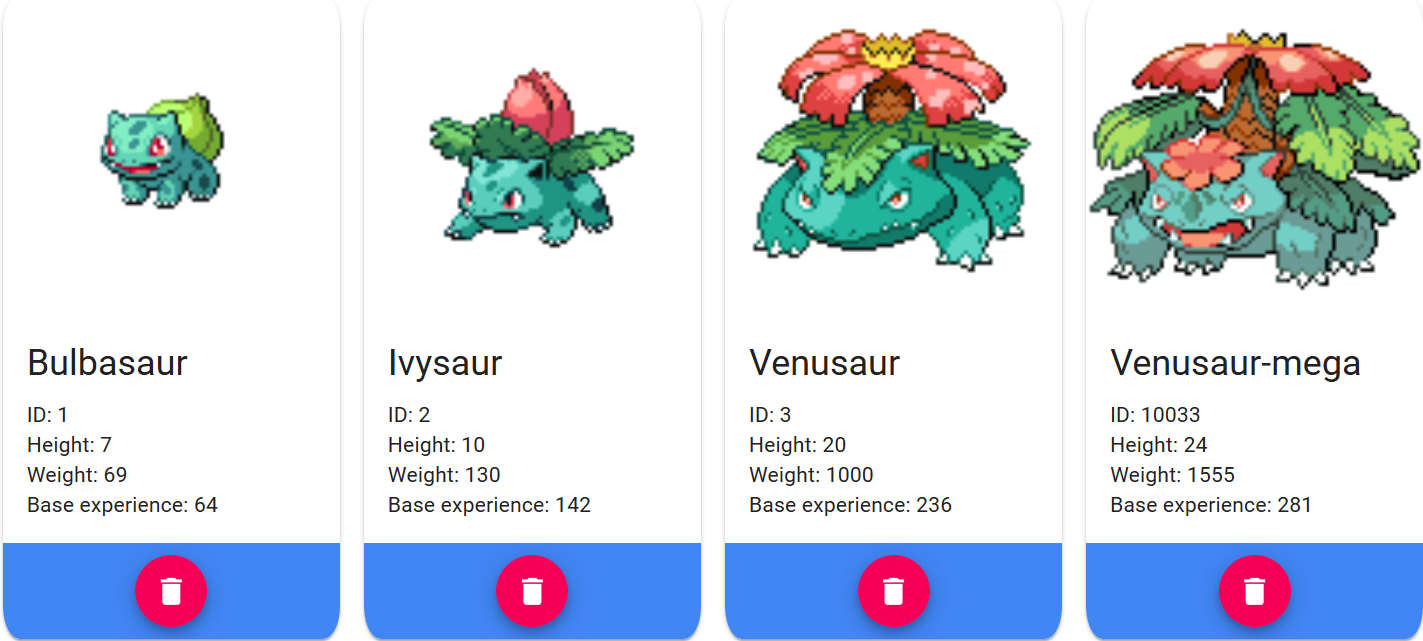 Bulbasaur
ID: 1
Height: 7
Weight: 69
Base experience: 64
Ivysaur
ID: 2
Height: 10
Weight: 130
Base experience: 142
Venusaur
ID: 3
Height: 20
Weight: 1000
Base experience: 236
Venusaur-mega
ID: 10033
Height: 24
Weight: 1555
Base experience: 281